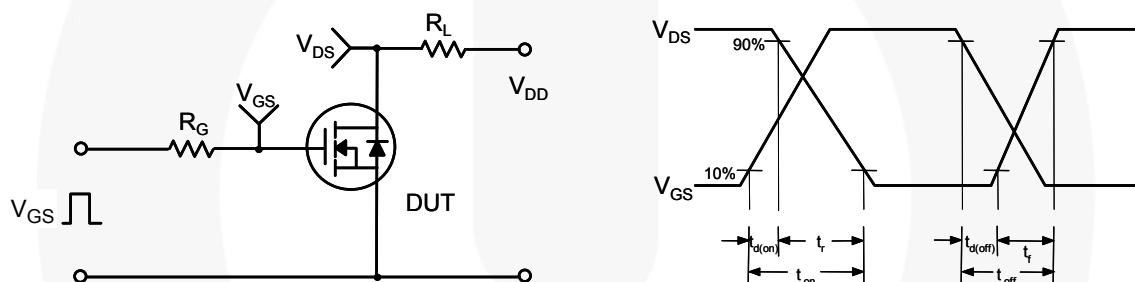 R_L
V_DS
V_DD
V_GS
R_G
V_GS
DUT
V_DS
90%
10%
V_GS
t_d(on)
t_r
t_d(off)
t_f
t_on
t_off